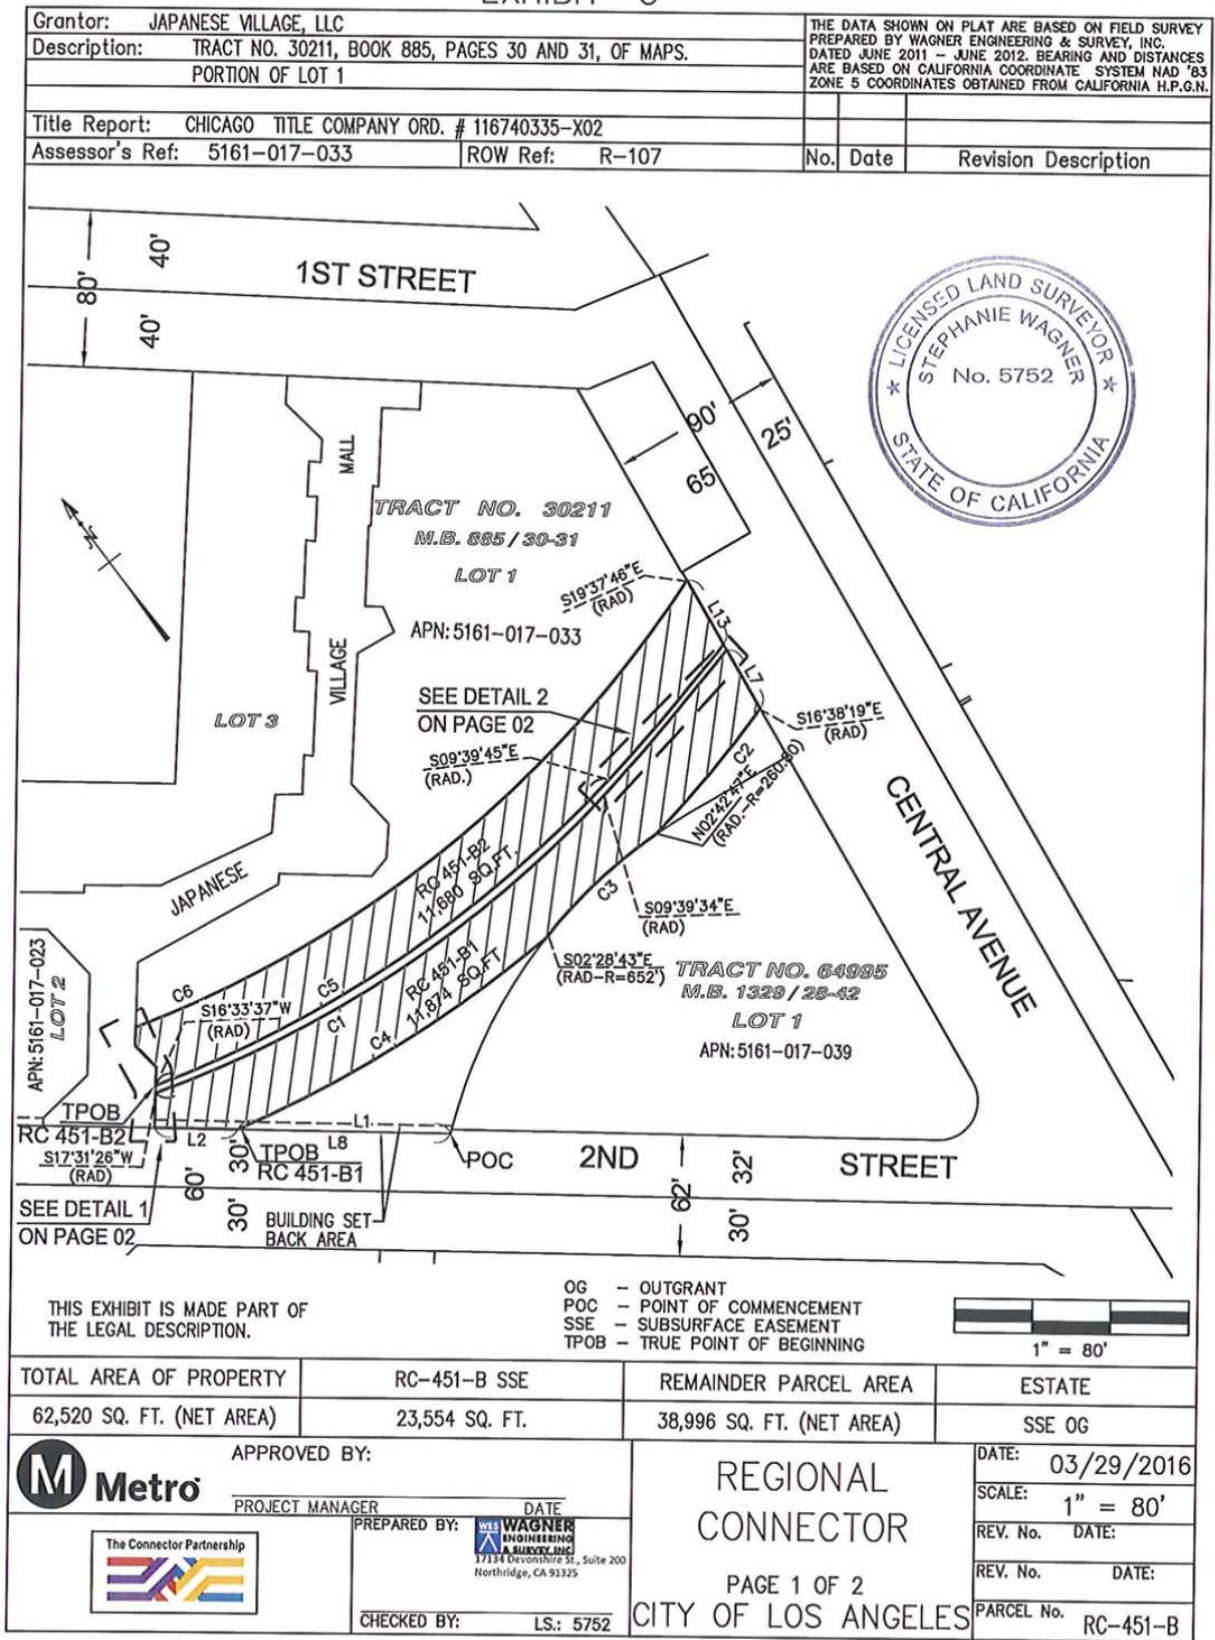 Grantor: JAPANESE VILLAGE, LLC
Description: TRACT NO. 30211, BOOK 885, PAGES 30 AND 31, OF MAPS.
PORTION OF LOT 1
THE DATA SHOWN ON PLAT ARE BASED ON FIELD SURVEY
PREPARED BY WAGNER ENGINEERING & SURVEY, INC.
DATED JUNE 2011 – JUNE 2012. BEARING AND DISTANCES
ARE BASED ON CALIFORNIA COORDINATE SYSTEM NAD '83
ZONE 5 COORDINATES OBTAINED FROM CALIFORNIA H.P.G.N.
Title Report: CHICAGO TITLE COMPANY ORD. # 116740335-X02
Assessor's Ref: 5161-017-033 ROW Ref: R-107
No. Date Revision Description
80'
40'
40'
1ST STREET
LICENSED LAND SURVEYOR
STEPHANIE WAGNER
No. 5752
STATE OF CALIFORNIA
90'
65
25'
MALL
N
TRACT NO. 30211
M.B. 885 / 30-31
LOT 1
S19°37'46"E
(RAD)
L13
APN: 5161-017-033
VILLAGE
LOT 3
SEE DETAIL 2
ON PAGE 02
L7
S16°38'19"E
(RAD)
S09°39'45"E
(RAD.)
C2
N02°42'47"E
(RAD.-R=260.80)
CENTRAL AVENUE
RC 451-B2
11,680 SQ.FT.
JAPANESE
C3
S09°39'34"E
(RAD)
RC 451-B1
11,874 SQ.FT
S02°28'43"E
(RAD-R=652')
TRACT NO. 64995
M.B. 1329 / 28-42
LOT 1
APN: 5161-017-039
APN: 5161-017-023
LOT 2
C6
C5
S16°33'37"W
(RAD)
C1
C4
TPOB
RC 451-B2
S17°31'26"W
(RAD)
L2
L1
L8
TPOB
RC 451-B1
POC
2ND STREET
60'
30'
30'
62'
32'
30'
SEE DETAIL 1
ON PAGE 02
BUILDING SET
BACK AREA
THIS EXHIBIT IS MADE PART OF
THE LEGAL DESCRIPTION.
OG – OUTGRANT
POC – POINT OF COMMENCEMENT
SSE – SUBSURFACE EASEMENT
TPOB – TRUE POINT OF BEGINNING
1" = 80'
TOTAL AREA OF PROPERTY RC-451-B SSE REMAINDER PARCEL AREA ESTATE
62,520 SQ. FT. (NET AREA) 23,554 SQ. FT. 38,996 SQ. FT. (NET AREA) SSE OG
M Metro
APPROVED BY:
PROJECT MANAGER DATE
The Connector Partnership
PREPARED BY:
WES WAGNER
ENGINEERING
& SURVEY, INC
17134 Devonshire St., Suite 200
Northridge, CA 91325
CHECKED BY: LS.: 5752
REGIONAL
CONNECTOR
PAGE 1 OF 2
CITY OF LOS ANGELES
DATE: 03/29/2016
SCALE: 1" = 80'
REV. No. DATE:
REV. No. DATE:
PARCEL No. RC-451-B